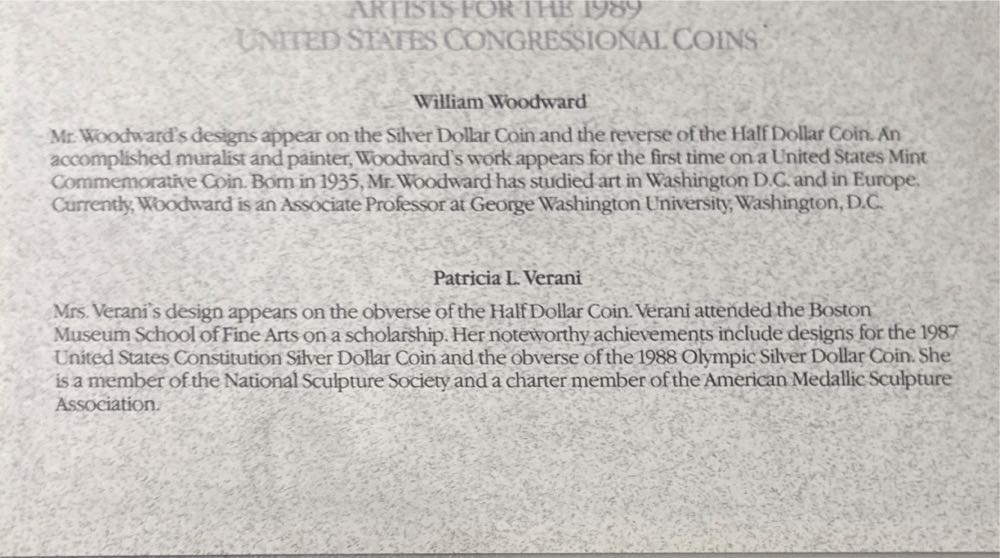 ARTISTS FOR THE 1989
UNITED STATES CONGRESSIONAL COINS
William Woodward
Mr. Woodward's designs appear on the Silver Dollar Coin and the reverse of the Half Dollar Coin. An
accomplished muralist and painter, Woodward's work appears for the first time on a United States Mint
Commemorative Coin. Born in 1935, Mr. Woodward has studied art in Washington D.C. and in Europe.
Currently, Woodward is an Associate Professor at George Washington University, Washington, D.C.
Patricia L. Verani
Mrs. Verani's design appears on the obverse of the Half Dollar Coin. Verani attended the Boston
Museum School of Fine Arts on a scholarship. Her noteworthy achievements include designs for the 1987
United States Constitution Silver Dollar Coin and the obverse of the 1988 Olympic Silver Dollar Coin. She
is a member of the National Sculpture Society and a charter member of the American Medallic Sculpture
Association.